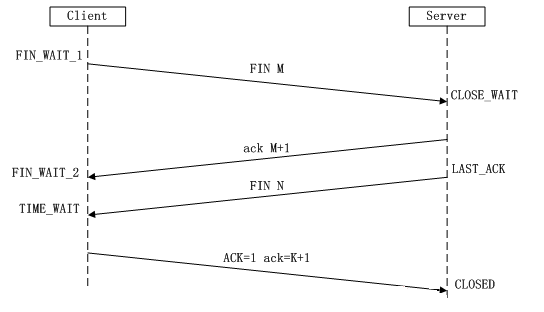 Client
Server
FIN_WAIT_1
FIN M
CLOSE_WAIT
ack M+1
FIN_WAIT_2
LAST_ACK
FIN N
TIME_WAIT
ACK=1 ack=K+1
CLOSED